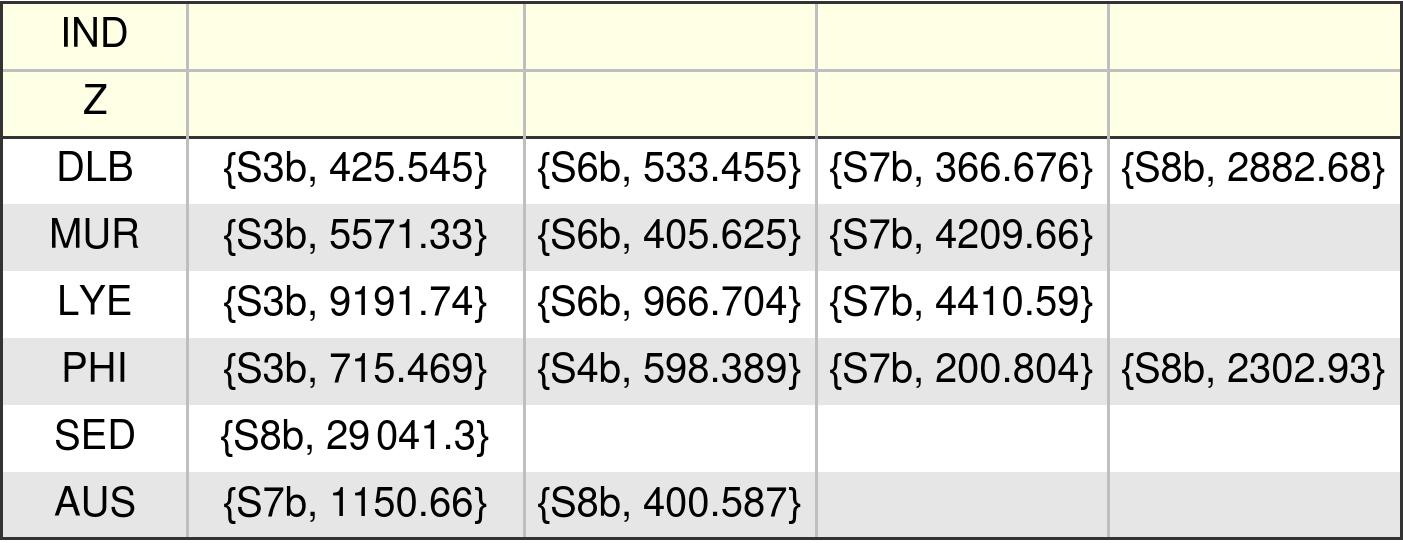 IND
Z
DLB {S3b, 425.545} {S6b, 533.455} {S7b, 366.676} {S8b, 2882.68}
MUR {S3b, 5571.33} {S6b, 405.625} {S7b, 4209.66}
LYE {S3b, 9191.74} {S6b, 966.704} {S7b, 4410.59}
PHI {S3b, 715.469} {S4b, 598.389} {S7b, 200.804} {S8b, 2302.93}
SED {S8b, 29 041.3}
AUS {S7b, 1150.66} {S8b, 400.587}